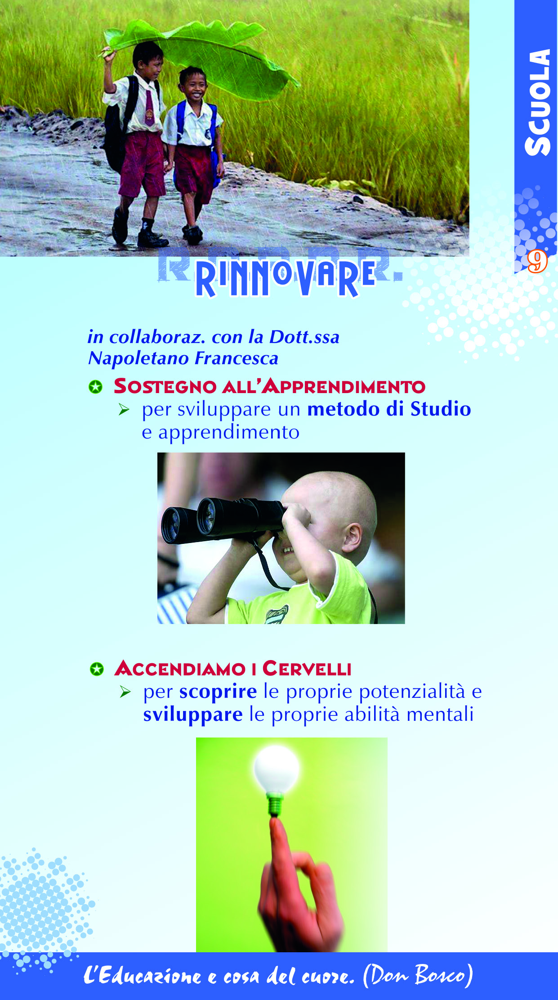 SCUOLA
9
R.E.R.R.R.
RINNOVARE
in collaboraz. con la Dott.ssa
Napoletano Francesca
SOSTEGNO ALL'APPRENDIMENTO
per sviluppare un metodo di Studio
e apprendimento
ACCENDIAMO I CERVELLI
per scoprire le proprie potenzialità e
sviluppare le proprie abilità mentali
L'Educazione e cosa del cuore. (Don Bosco)